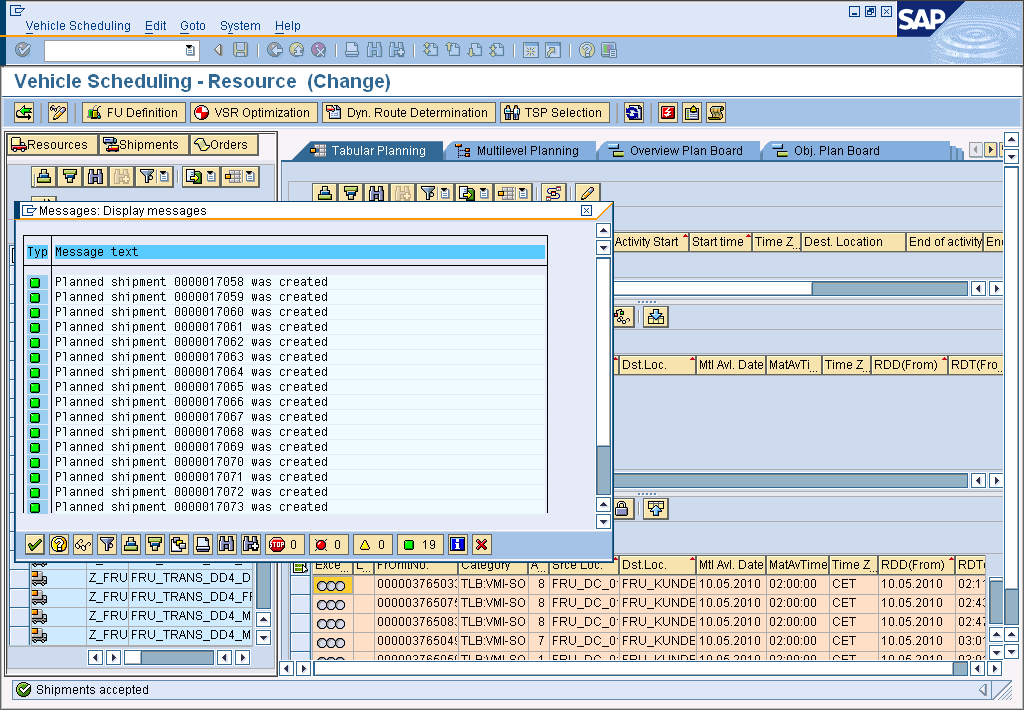 Vehicle Scheduling Edit Goto System Help
SAP
Vehicle Scheduling - Resource (Change)
FU Definition VSR Optimization Dyn. Route Determination TSP Selection
Resources Shipments Orders
Tabular Planning Multilevel Planning Overview Plan Board Obj. Plan Board
Messages: Display messages
Activity Start Start time Time Z... Dest. Location End of activity En
Typ Message text
Planned shipment 0000017058 was created
Planned shipment 0000017059 was created
Planned shipment 0000017060 was created
Planned shipment 0000017061 was created
Planned shipment 0000017062 was created
Planned shipment 0000017063 was created
Planned shipment 0000017064 was created
Planned shipment 0000017065 was created
Planned shipment 0000017066 was created
Planned shipment 0000017067 was created
Planned shipment 0000017068 was created
Planned shipment 0000017069 was created
Planned shipment 0000017070 was created
Planned shipment 0000017071 was created
Planned shipment 0000017072 was created
Planned shipment 0000017073 was created
Dst.Loc. Mtl Avl. Date MatAvTi... Time Z... RDD(From) RDT(Fro
STOP 0 0 0 19
Exce... L... FromNo. Category A... Srce Loc. Dst.Loc. Mtl Avl. Date MatAvTime Time Z... RDD(From) RDT
000003765033 TLB:VMI-SO 8 FRU_DC_0 FRU_KUNDE 10.05.2010 02:00:00 CET 10.05.2010 02:1
000003765075 TLB:VMI-SO 8 FRU_DC_0 FRU_KUNDE 10.05.2010 02:00:00 CET 10.05.2010 02:43
000003765083 TLB:VMI-SO 8 FRU_DC_0 FRU_KUNDE 10.05.2010 02:00:00 CET 10.05.2010 02:47
000003765049 TLB:VMI-SO 7 FRU_DC_0 FRU_KUNDE 10.05.2010 02:00:00 CET 10.05.2010 03:0
Z_FRU FRU_TRANS_DD4_D
Z_FRU FRU_TRANS_DD4_F
Z_FRU FRU_TRANS_DD4_M
Z_FRU FRU_TRANS_DD4_M
Shipments accepted